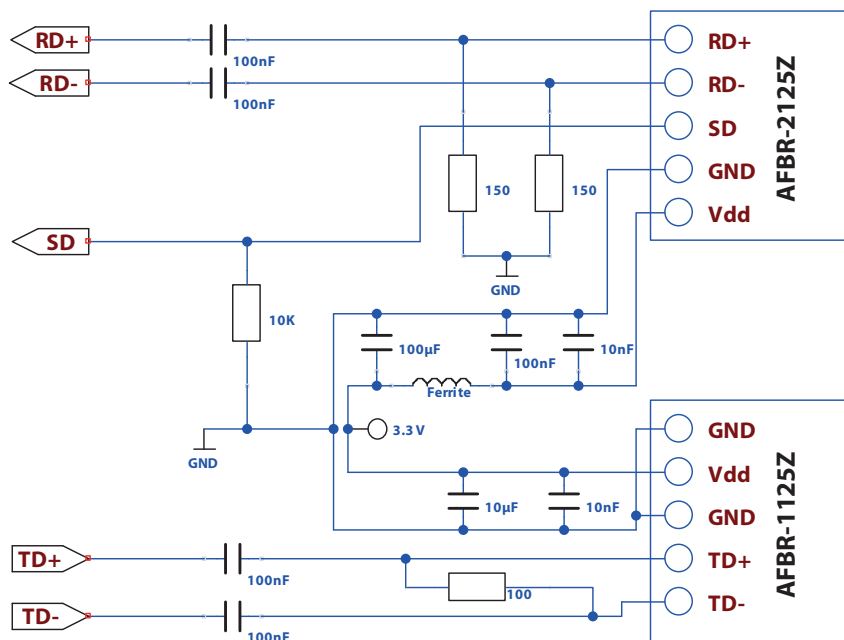 RD+
100nF
RD-
100nF
SD
10K
GND
150
150
GND
100µF
100nF
10nF
Ferrite
3.3V
10µF
10nF
TD+
100nF
100
TD-
100nF
RD+
RD-
SD
GND
Vdd
AFBR-2125Z
GND
Vdd
GND
TD+
TD-
AFBR-1125Z